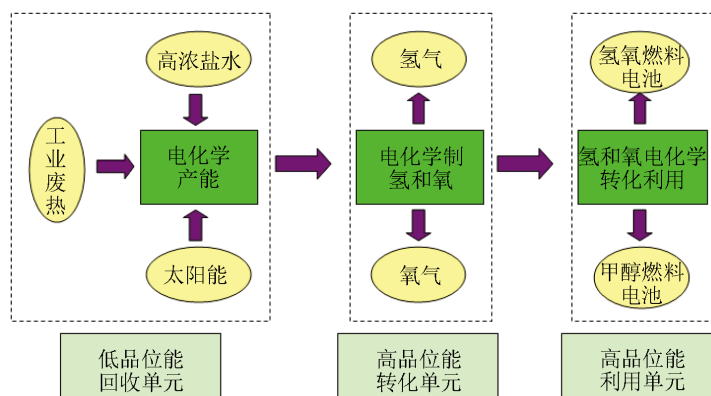 高浓盐水
工
业
废
热
电化学
产能
太阳能
氢气
电化学制
氢和氧
氧气
氢氧燃料
电池
氢和氧电化学
转化利用
甲醇燃料
电池
低品位能
回收单元
高品位能
转化单元
高品位能
利用单元